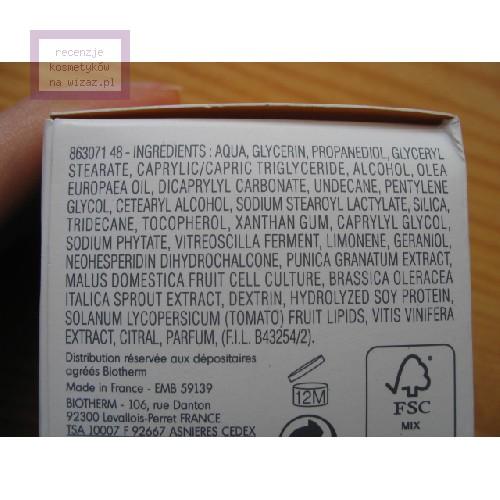 recenzje
kosmetyków
na wizaz.pl
863071 48 - INGREDIENTS : AQUA, GLYCERIN, PROPANEDIOL, GLYCERYL
STEARATE, CAPRYLIC/CAPRIC TRIGLYCERIDE, ALCOHOL, OLEA
EUROPAEA OIL, DICAPRYLYL CARBONATE, UNDECANE, PENTYLENE
GLYCOL, CETEARYL ALCOHOL, SODIUM STEAROYL LACTYLATE, SILICA,
TRIDECANE, TOCOPHEROL, XANTHAN GUM, CAPRYLYL GLYCOL,
SODIUM PHYTATE, VITREOSCILLA FERMENT, LIMONENE, GERANIOL,
NEOHESPERIDIN DIHYDROCHALCONE, PUNICA GRANATUM EXTRACT,
MALUS DOMESTICA FRUIT CELL CULTURE, BRASSICA OLERACEA
ITALICA SPROUT EXTRACT, DEXTRIN, HYDROLYZED SOY PROTEIN,
SOLANUM LYCOPERSICUM (TOMATO) FRUIT LIPIDS, VITIS VINIFERA
EXTRACT, CITRAL, PARFUM, (F.I.L. B43254/2).
Distribution réservée aux dépositaires
agréés Biotherm
Made in France - EMB 59139
BIOTHERM - 106, rue Danton
92300 Levallois-Perret FRANCE
TSA 10007 F 92667 ASNIERES CEDEX
12M
FSC
MIX